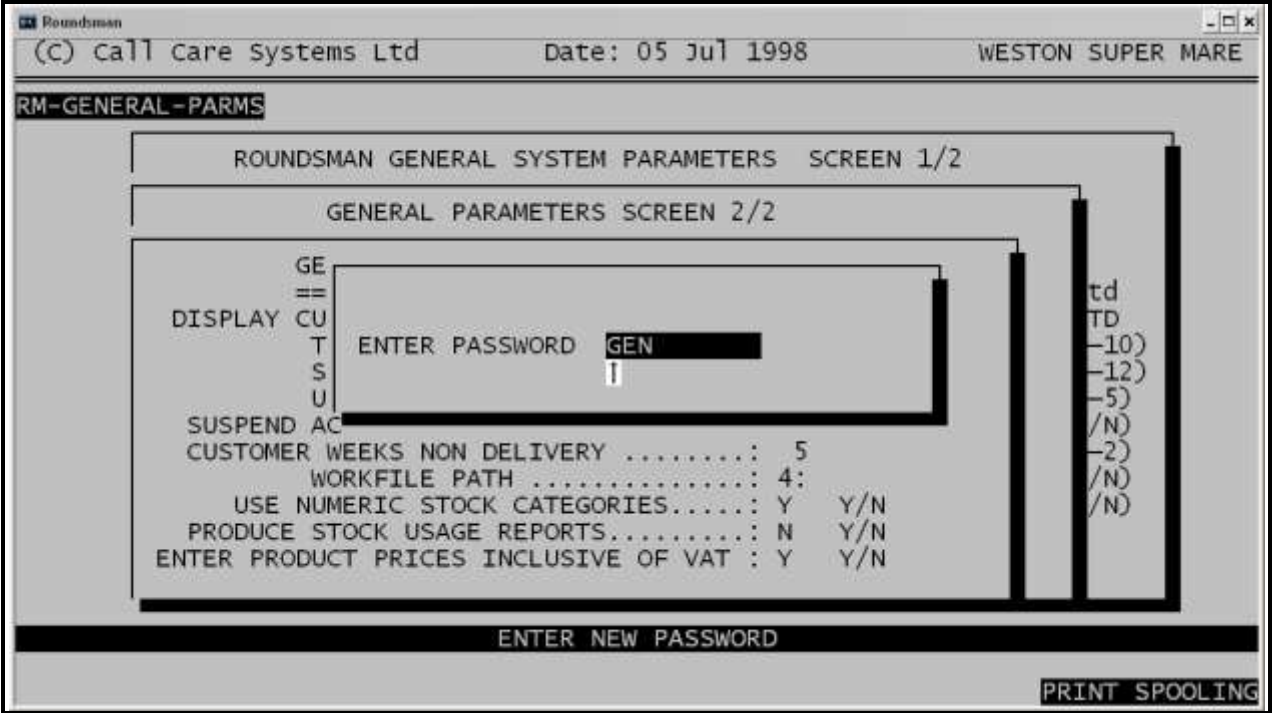 Roundsman
(C) Call Care Systems Ltd Date: 05 Jul 1998 WESTON SUPER MARE
RM-GENERAL-PARMS
ROUNDSMAN GENERAL SYSTEM PARAMETERS SCREEN 1/2
GENERAL PARAMETERS SCREEN 2/2
GE
== td
DISPLAY CU TD
T ENTER PASSWORD GEN -10)
S -12)
U -5)
SUSPEND AC /N)
CUSTOMER WEEKS NON DELIVERY ........: 5 -2)
WORKFILE PATH ..............: 4: /N)
USE NUMERIC STOCK CATEGORIES.....: Y Y/N /N)
PRODUCE STOCK USAGE REPORTS.........: N Y/N
ENTER PRODUCT PRICES INCLUSIVE OF VAT : Y Y/N
ENTER NEW PASSWORD
PRINT SPOOLING